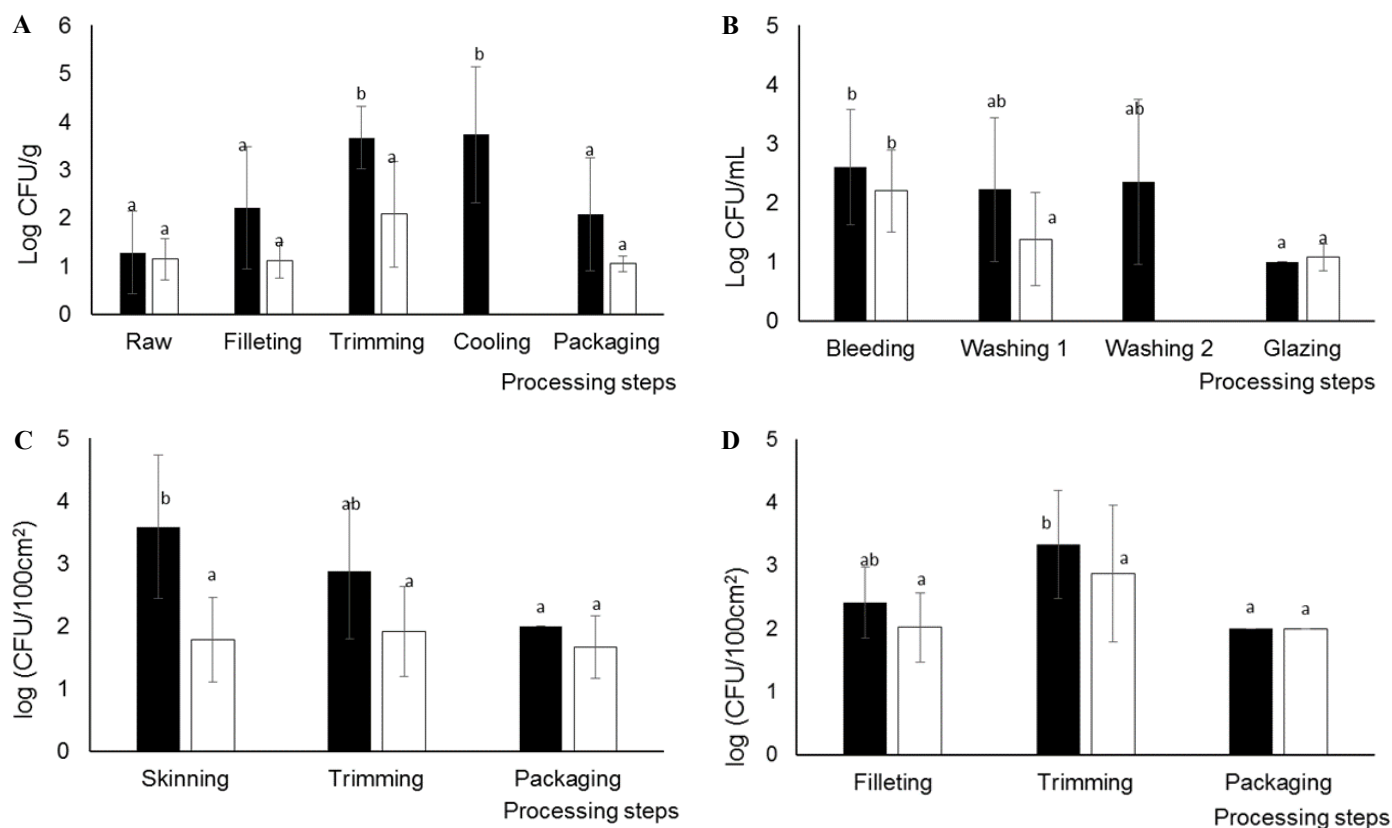 A
Log CFU/g
6
5
4
3
2
1
0
a
a
a
a
b
a
b
a
a
Raw Filleting Trimming Cooling Packaging
Processing steps
B
Log CFU/mL
5
4
3
2
1
0
b
b
ab
a
ab
a
a
Bleeding Washing 1 Washing 2 Glazing
Processing steps
C
log (CFU/100cm²)
5
4
3
2
1
0
b
a
ab
a
a
a
Skinning Trimming Packaging
Processing steps
D
log (CFU/100cm²)
5
4
3
2
1
0
ab
a
b
a
a
a
Filleting Trimming Packaging
Processing steps